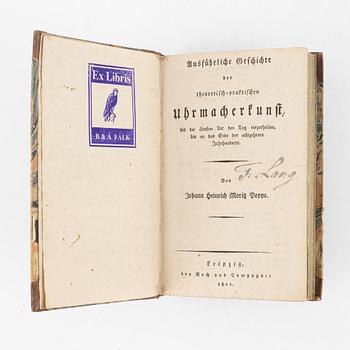 Ex Libris
B & A FALK
Ausführliche Geschichte
der
theoretisch-praktischen
Uhrmacherkunst,
seit der ältesten Art den Tag einzutheilen,
bis an das Ende des achtzehnten
Jahrhunderts.
F. Lang
Von
Johann Heinrich Moritz Poppe.
Leipzig,
bey Roch und Compagnie
1801.